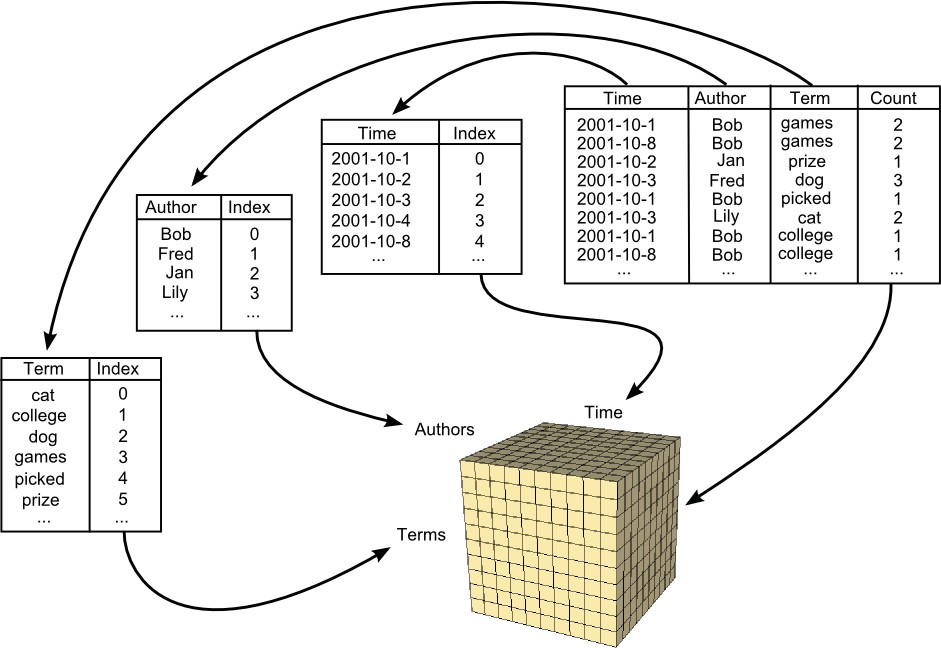 Time Author Term Count
2001-10-1 Bob games 2
2001-10-8 Bob games 2
2001-10-2 Jan prize 1
2001-10-3 Fred dog 3
2001-10-1 Bob picked 1
2001-10-3 Lily cat 2
2001-10-1 Bob college 1
2001-10-8 Bob college 1
... ... ... ...
Time Index
2001-10-1 0
2001-10-2 1
2001-10-3 2
2001-10-4 3
2001-10-8 4
... ...
Author Index
Bob 0
Fred 1
Jan 2
Lily 3
... ...
Term Index
cat 0
college 1
dog 2
games 3
picked 4
prize 5
... ...
Time
Authors
Terms